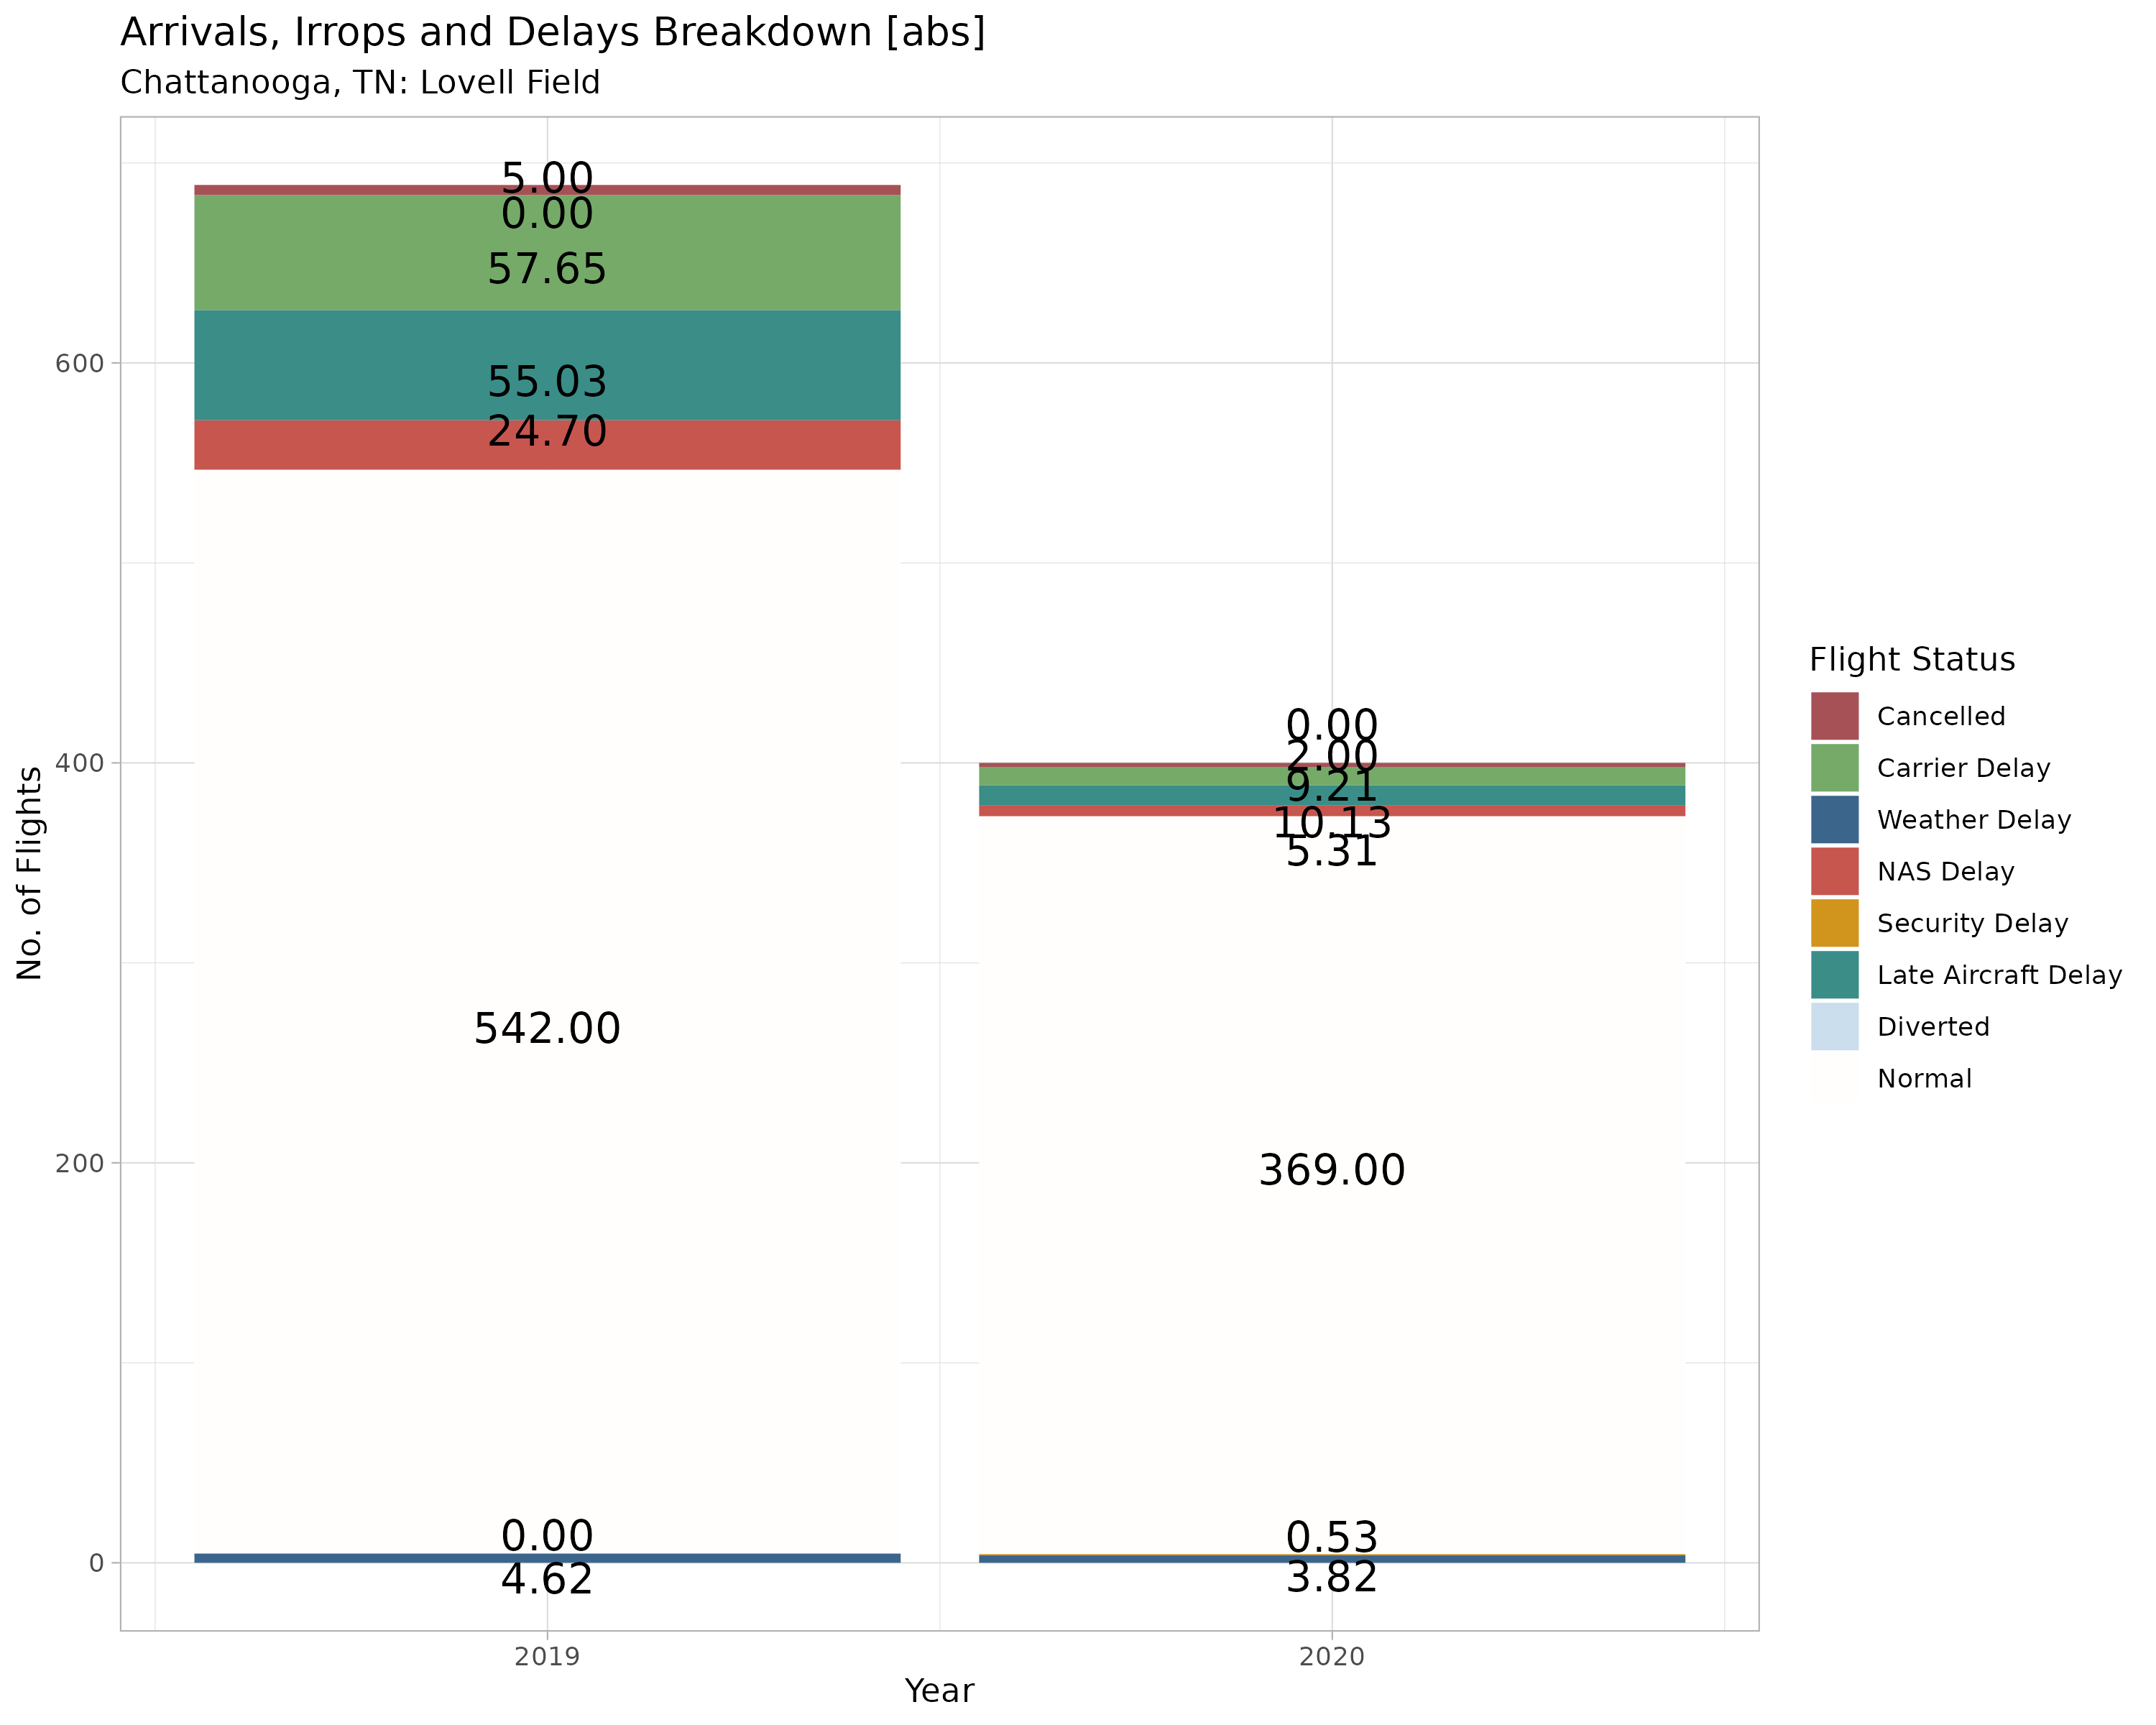 Arrivals, Irrops and Delays Breakdown [abs]
Chattanooga, TN: Lovell Field
No. of Flights
600
400
200
0
5.00
0.00
57.65
55.03
24.70
542.00
0.00
4.62
0.00
2.00
9.21
10.13
5.31
369.00
0.53
3.82
2019
2020
Year
Flight Status
Cancelled
Carrier Delay
Weather Delay
NAS Delay
Security Delay
Late Aircraft Delay
Diverted
Normal